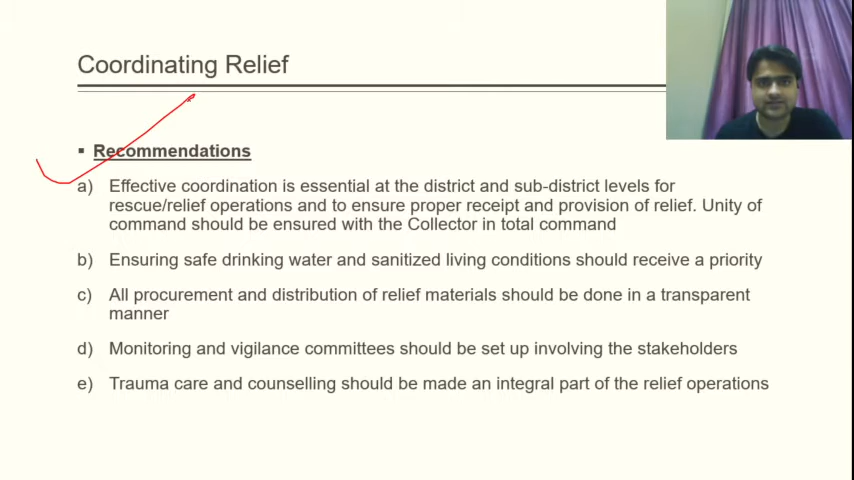 Coordinating Relief
▪ Recommendations
a) Effective coordination is essential at the district and sub-district levels for
rescue/relief operations and to ensure proper receipt and provision of relief. Unity of
command should be ensured with the Collector in total command
b) Ensuring safe drinking water and sanitized living conditions should receive a priority
c) All procurement and distribution of relief materials should be done in a transparent
manner
d) Monitoring and vigilance committees should be set up involving the stakeholders
e) Trauma care and counselling should be made an integral part of the relief operations